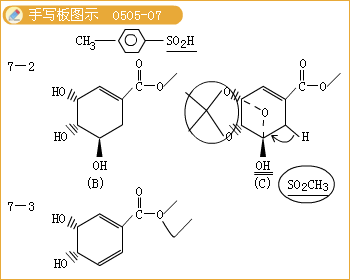 手写板图示 0505-07
CH₃ SO₂H
7-2
O O
HO O O O
HO O O H
OH OH
(B) (C) SO₂CH₃
7-3
O
HO O
HO